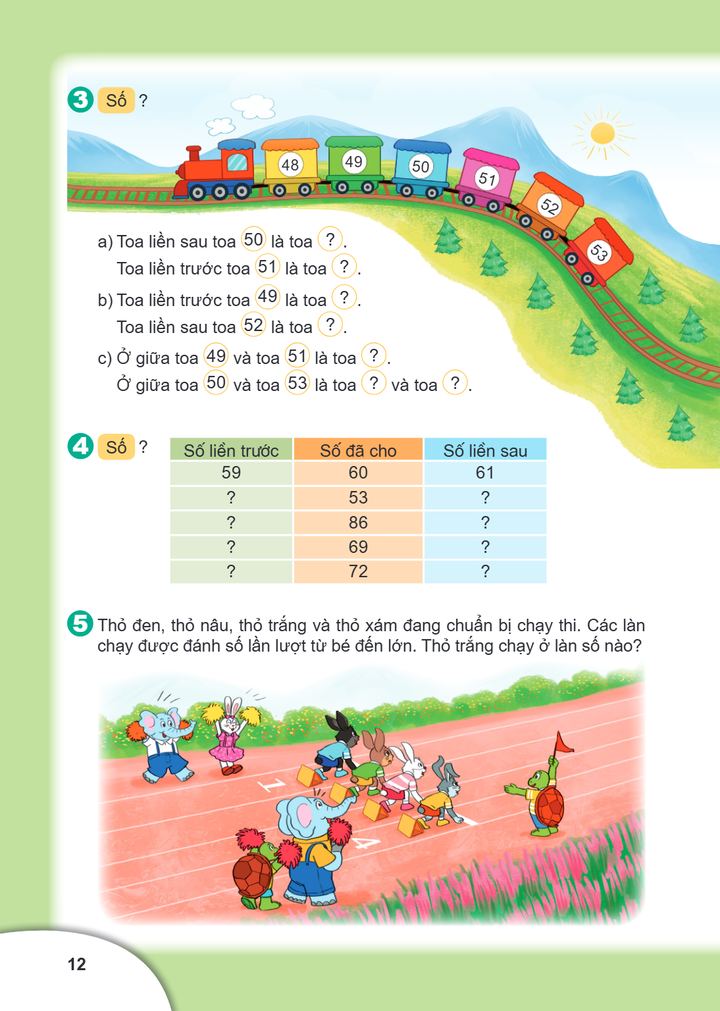 3 Số ?
48 49 50 51 52 53
a) Toa liền sau toa 50 là toa ? .
Toa liền trước toa 51 là toa ? .
b) Toa liền trước toa 49 là toa ? .
Toa liền sau toa 52 là toa ? .
c) Ở giữa toa 49 và toa 51 là toa ? .
Ở giữa toa 50 và toa 53 là toa ? và toa ? .
4 Số ?
Số liền trước Số đã cho Số liền sau
59 60 61
? 53 ?
? 86 ?
? 69 ?
? 72 ?
5 Thỏ đen, thỏ nâu, thỏ trắng và thỏ xám đang chuẩn bị chạy thi. Các làn
chạy được đánh số lần lượt từ bé đến lớn. Thỏ trắng chạy ở làn số nào?
1
4
12